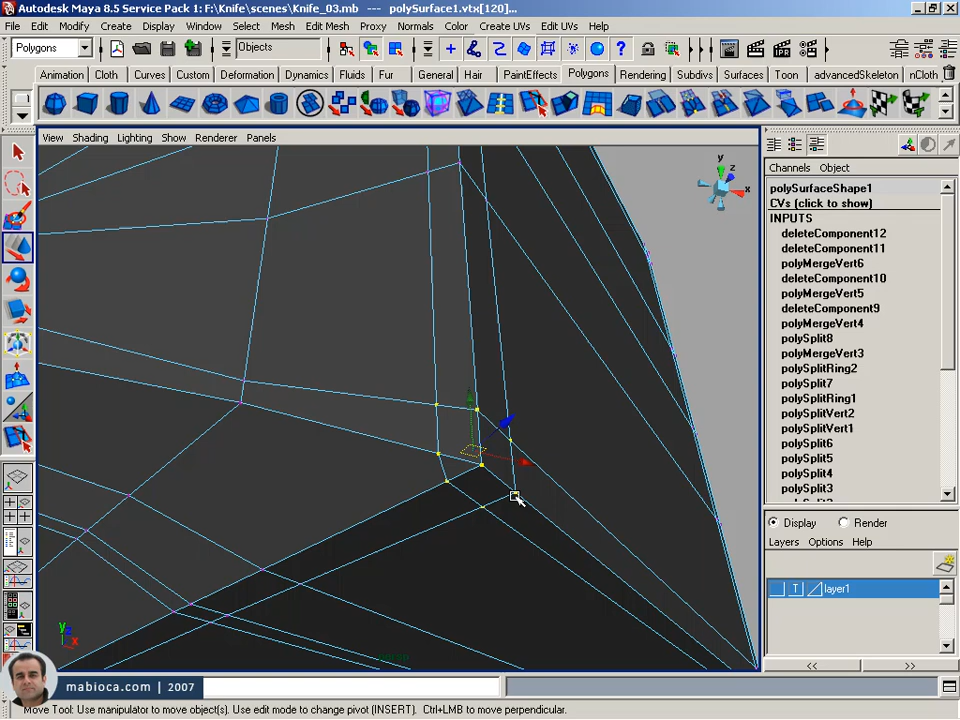 Autodesk Maya 8.5 Service Pack 1: F:\Knife\scenes\Knife_03.mb --- polySurface1.vtx[120]...
File Edit Modify Create Display Window Select Mesh Edit Mesh Proxy Normals Color Create UVs Edit UVs Help
Polygons Objects
Animation Cloth Curves Custom Deformation Dynamics Fluids Fur General Hair PaintEffects Polygons Rendering Subdivs Surfaces Toon advancedSkeleton nCloth
View Shading Lighting Show Renderer Panels
Channels Object
polySurfaceShape1
CVs (click to show)
INPUTS
deleteComponent12
deleteComponent11
polyMergeVert6
deleteComponent10
polyMergeVert5
deleteComponent9
polyMergeVert4
polySplit8
polyMergeVert3
polySplitRing2
polySplit7
polySplitRing1
polySplitVert2
polySplitVert1
polySplit6
polySplit5
polySplit4
polySplit3
Display Render
Layers Options Help
T layer1
<< >>
y z x
y x
mabioca.com | 2007
Move Tool: Use manipulator to move object(s). Use edit mode to change pivot (INSERT). Ctrl+LMB to move perpendicular.